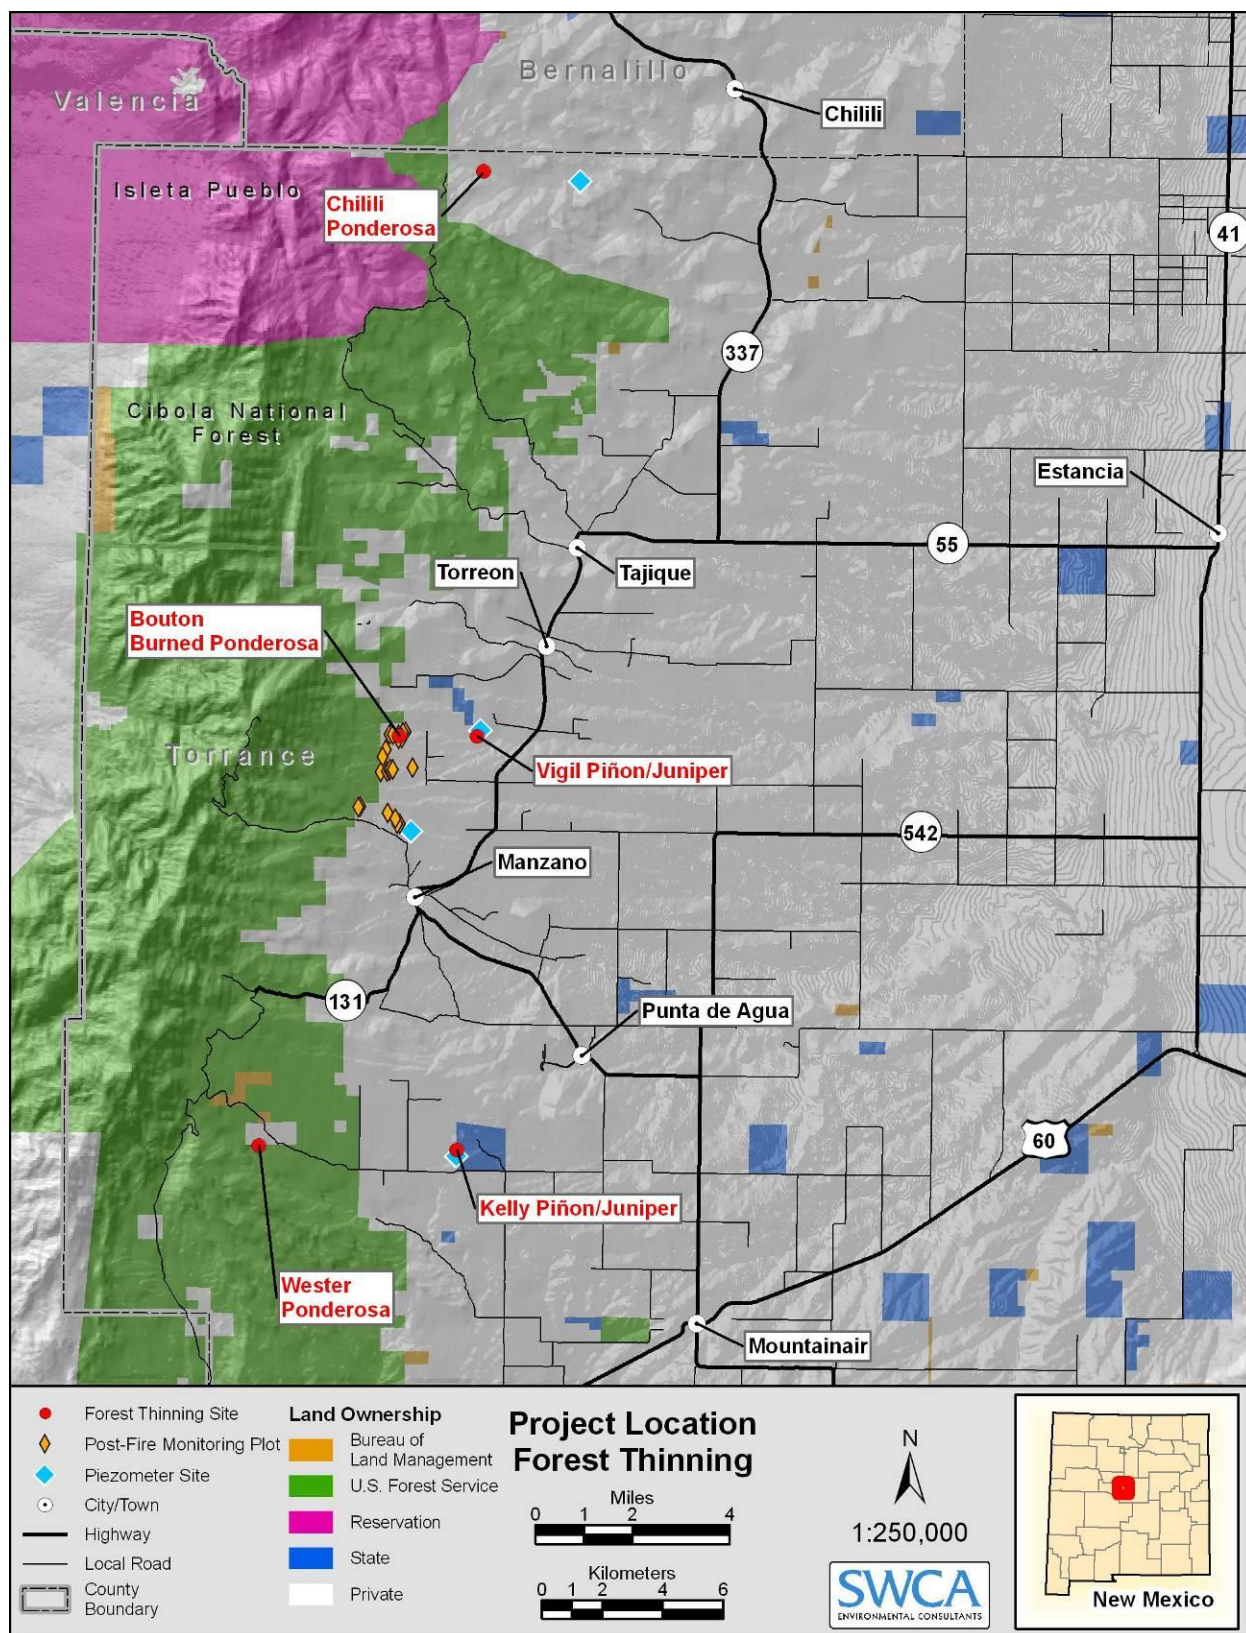 Bernalillo
Valencia
Chilili
Isleta Pueblo
Chilili
Ponderosa
41
337
Cibola National
Forest
Estancia
55
Torreon
Tajique
Bouton
Burned Ponderosa
Torrance
Vigil Piñon/Juniper
542
Manzano
131
Punta de Agua
60
Kelly Piñon/Juniper
Wester
Ponderosa
Mountainair
Forest Thinning Site
Post-Fire Monitoring Plot
Piezometer Site
City/Town
Highway
Local Road
County
Boundary
Land Ownership
Bureau of
Land Management
U.S. Forest Service
Reservation
State
Private
Project Location
Forest Thinning
Miles
0 1 2 4
Kilometers
0 1 2 4 6
N
1:250,000
SWCA
ENVIRONMENTAL CONSULTANTS
New Mexico